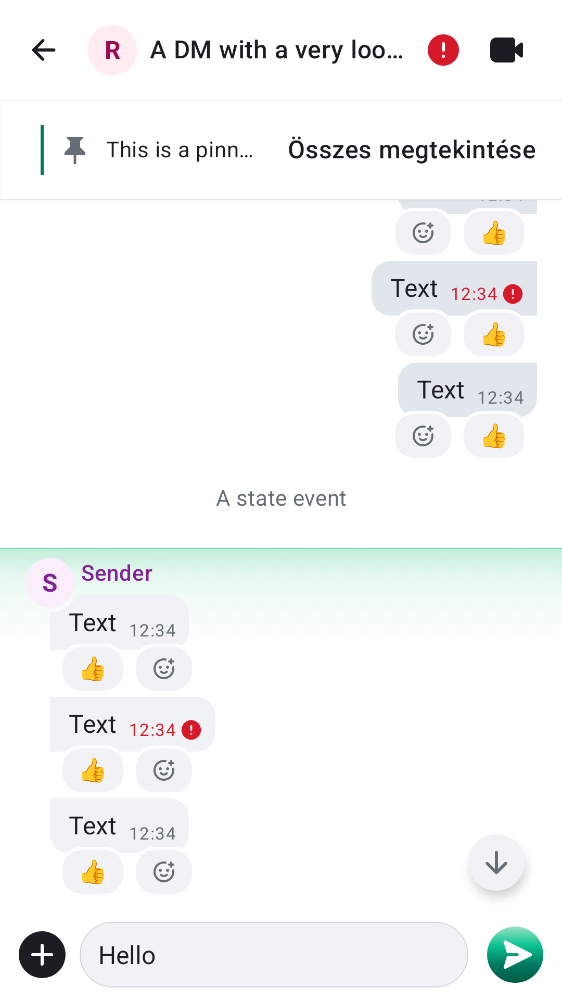 R A DM with a very loo…
This is a pinn… Összes megtekintése
Text 12:34
Text 12:34
A state event
S Sender
Text 12:34
Text 12:34
Text 12:34
Hello